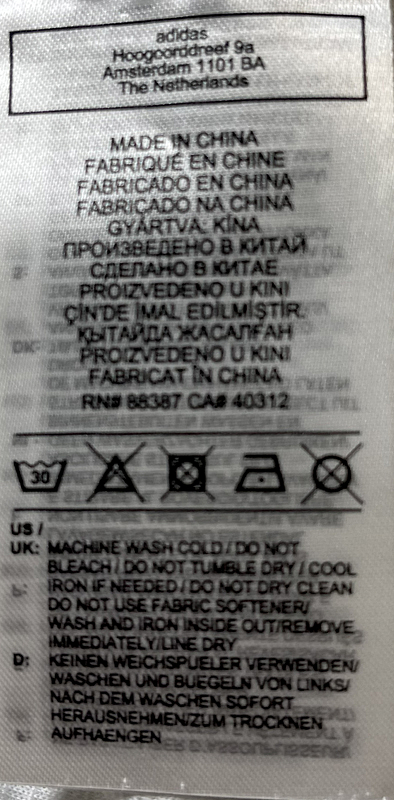 adidas
Hoogoorddreef 9a
Amsterdam 1101 BA
The Netherlands
MADE IN CHINA
FABRIQUÉ EN CHINE
FABRICADO EN CHINA
FABRICADO NA CHINA
GYÁRTVA: KÍNA
ПРОИЗВЕДЕНО В КИТАЙ
СДЕЛАНО В КИТАЕ
PROIZVEDENO U KINI
ÇİN'DE İMAL EDİLMİŞTİR.
ҚЫТАЙДА ЖАСАЛҒАН
PROIZVEDENO U KINI
FABRICAT ÎN CHINA
RN# 88387 CA# 40312
30
US /
UK: MACHINE WASH COLD / DO NOT
BLEACH / DO NOT TUMBLE DRY / COOL
IRON IF NEEDED / DO NOT DRY CLEAN
DO NOT USE FABRIC SOFTENER/
WASH AND IRON INSIDE OUT/REMOVE
IMMEDIATELY/LINE DRY
D: KEINEN WEICHSPUELER VERWENDEN/
WASCHEN UND BUEGELN VON LINKS/
NACH DEM WASCHEN SOFORT
HERAUSNEHMEN/ZUM TROCKNEN
AUFHAENGEN